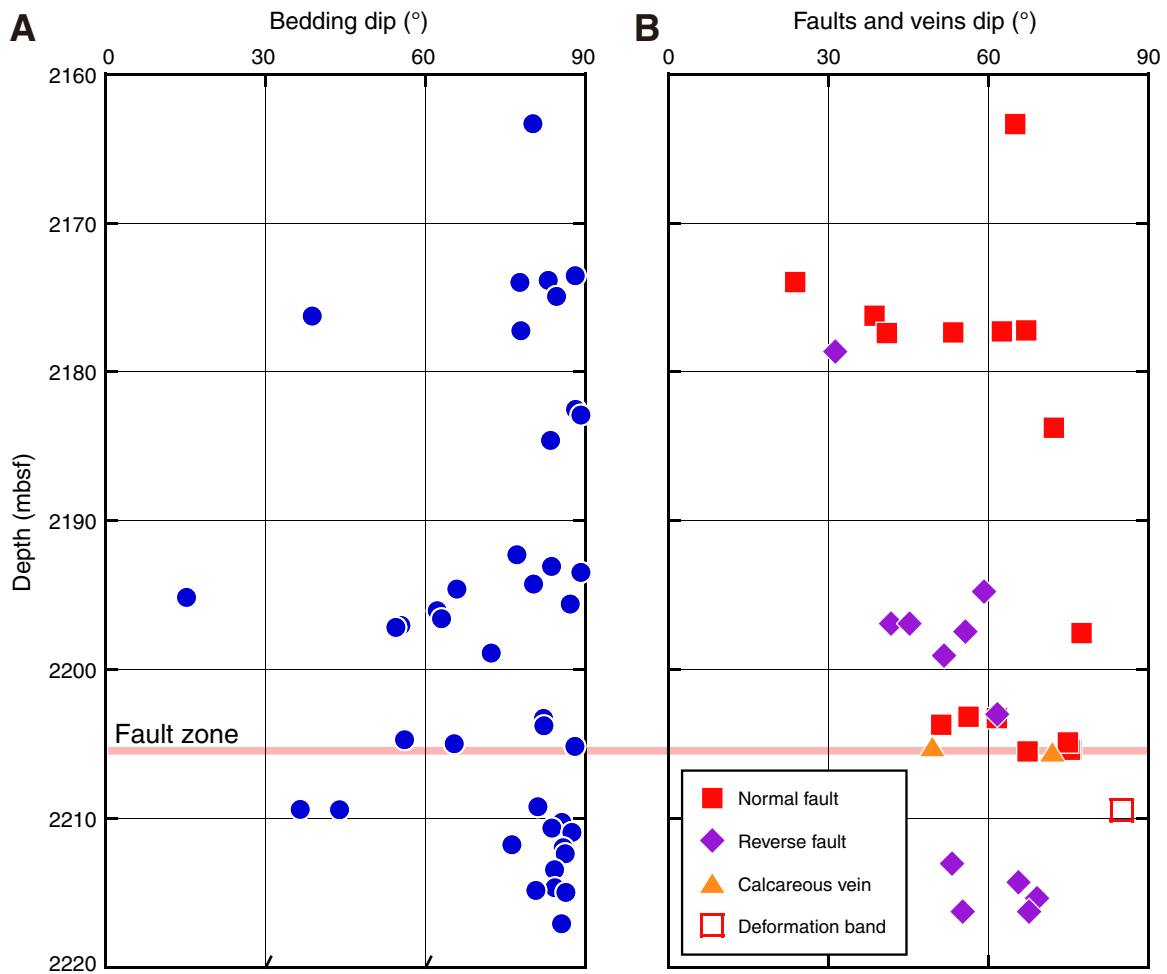 A
Bedding dip (°)
0 30 60 90
B
Faults and veins dip (°)
0 30 60 90
Depth (mbsf)
2160
2170
2180
2190
2200
2210
2220
Fault zone
Normal fault
Reverse fault
Calcareous vein
Deformation band